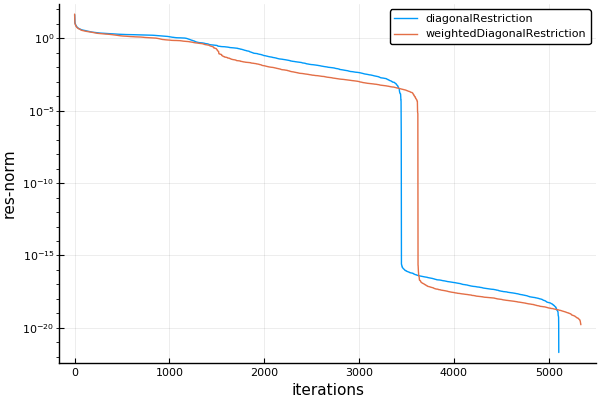 diagonalRestriction
weightedDiagonalRestriction
res-norm
10⁰
10⁻⁵
10⁻¹⁰
10⁻¹⁵
10⁻²⁰
0 1000 2000 3000 4000 5000
iterations